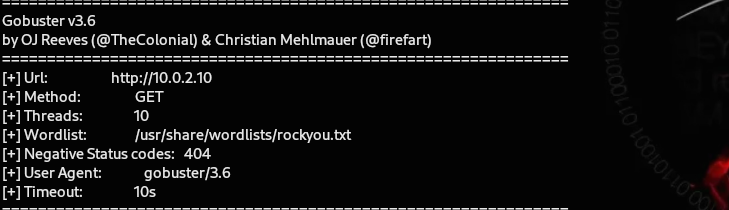 ===============================================================
Gobuster v3.6
by OJ Reeves (@TheColonial) & Christian Mehlmauer (@firefart)
===============================================================
[+] Url: http://10.0.2.10
[+] Method: GET
[+] Threads: 10
[+] Wordlist: /usr/share/wordlists/rockyou.txt
[+] Negative Status codes: 404
[+] User Agent: gobuster/3.6
[+] Timeout: 10s
===============================================================